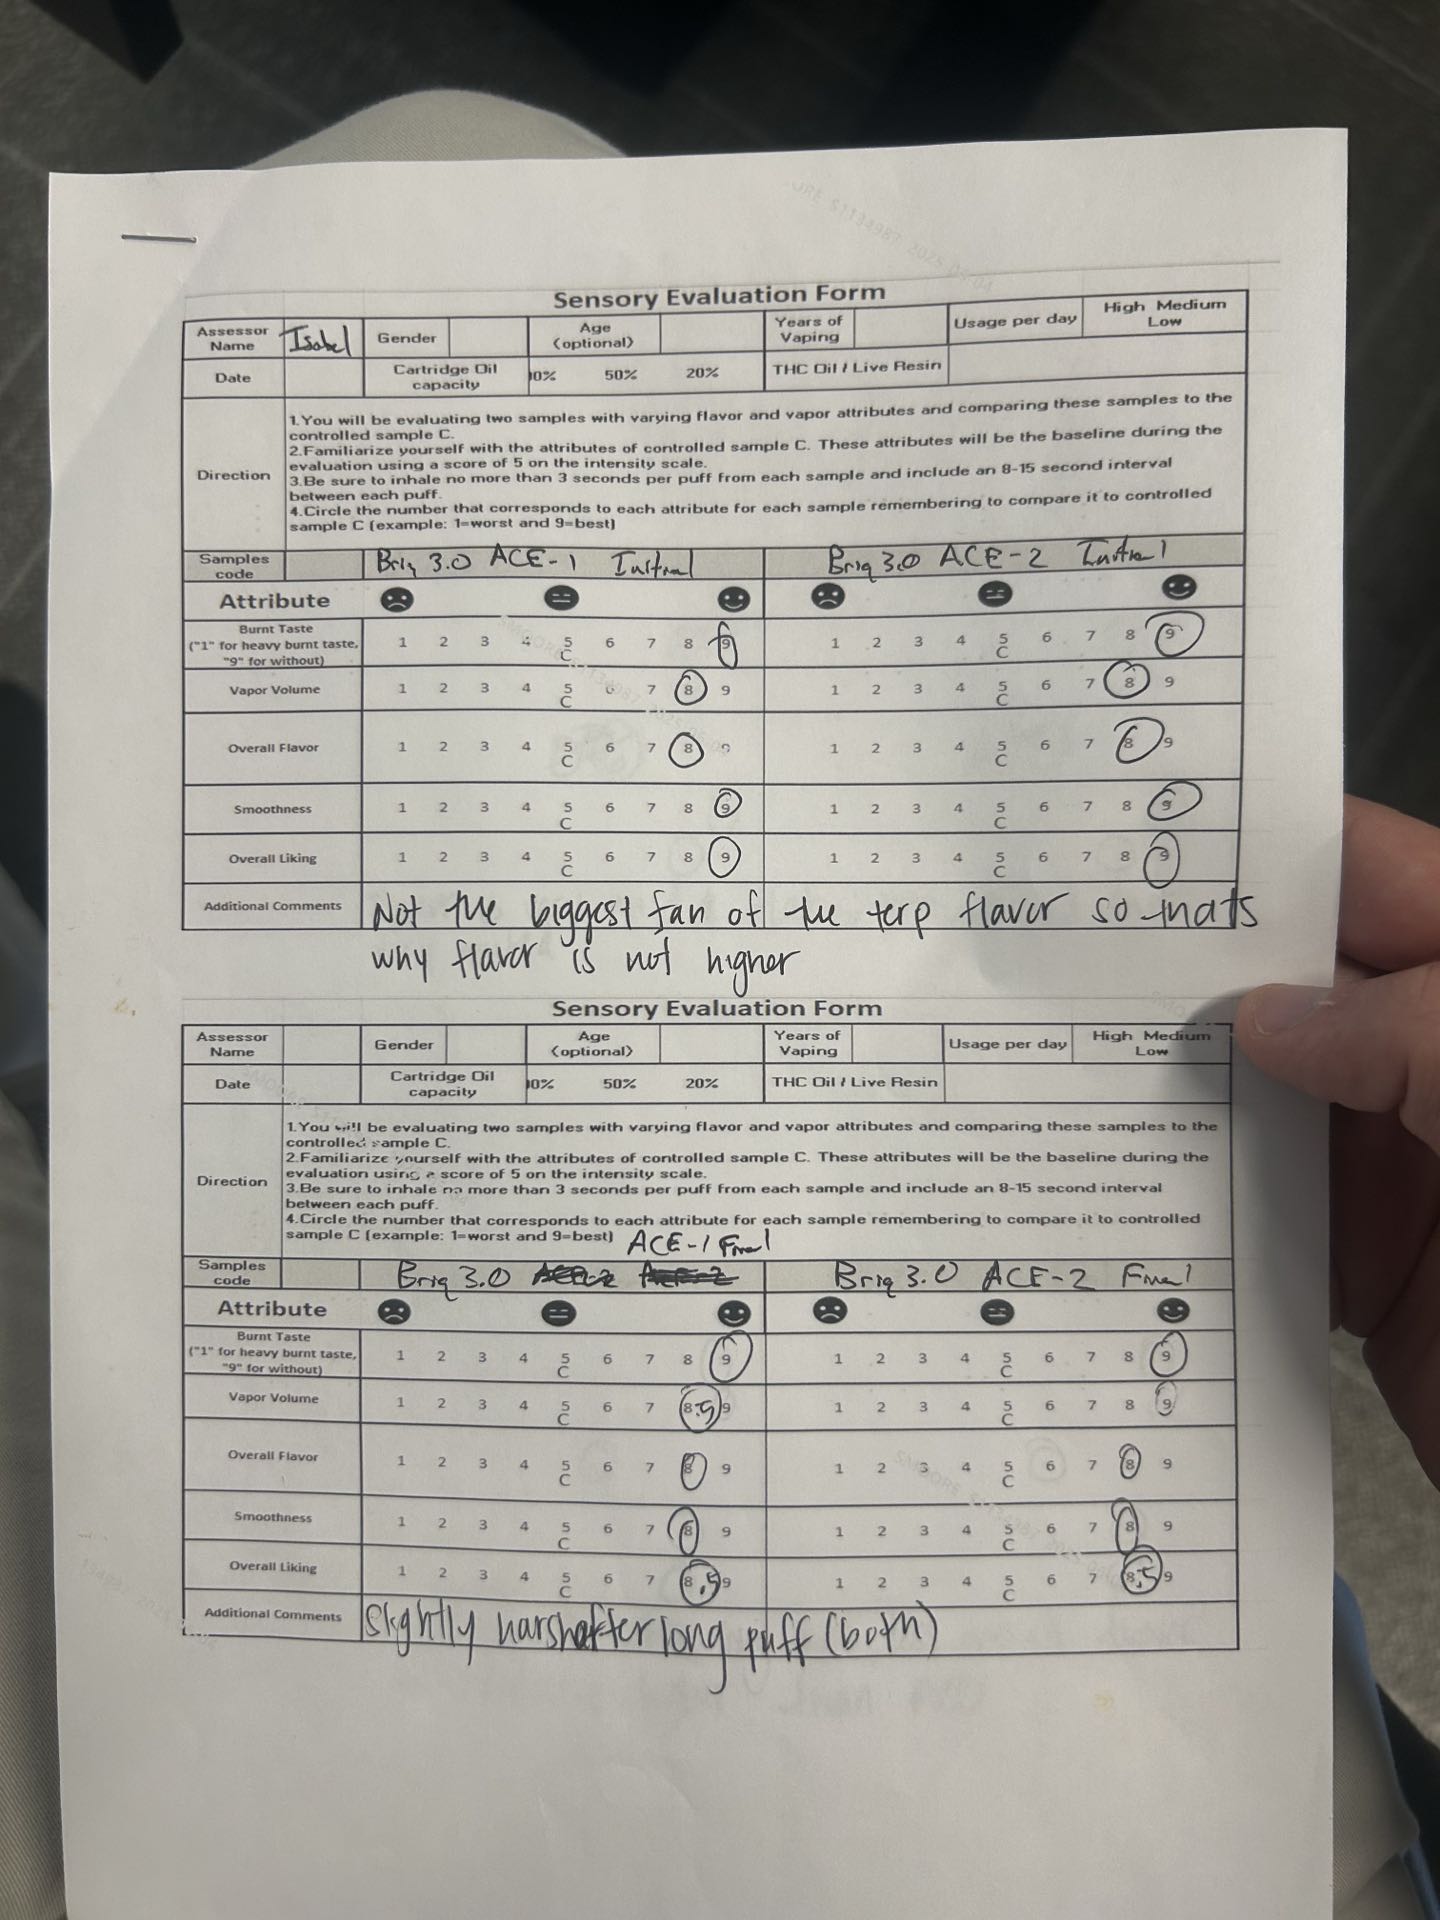 Sensory Evaluation Form
Assessor Name Isabel Gender Age (optional) Years of Vaping Usage per day High Medium Low
Date Cartridge Oil capacity 10% 50% 20% THC Oil / Live Resin
Direction
1.You will be evaluating two samples with varying flavor and vapor attributes and comparing these samples to the
controlled sample C.
2.Familiarize yourself with the attributes of controlled sample C. These attributes will be the baseline during the
evaluation using a score of 5 on the intensity scale.
3.Be sure to inhale no more than 3 seconds per puff from each sample and include an 8-15 second interval
between each puff.
4.Circle the number that corresponds to each attribute for each sample remembering to compare it to controlled
sample C (example: 1=worst and 9=best)
Samples code Briq 3.0 ACE-1 Initial Briq 3.0 ACE-2 Initial
Attribute
Burnt Taste
("1" for heavy burnt taste, "9" for without) 1 2 3 4 5 C 6 7 8 9 1 2 3 4 5 C 6 7 8 9
Vapor Volume 1 2 3 4 5 C 6 7 8 9 1 2 3 4 5 C 6 7 8 9
Overall Flavor 1 2 3 4 5 C 6 7 8 9 1 2 3 4 5 C 6 7 8 9
Smoothness 1 2 3 4 5 C 6 7 8 9 1 2 3 4 5 C 6 7 8 9
Overall Liking 1 2 3 4 5 C 6 7 8 9 1 2 3 4 5 C 6 7 8 9
Additional Comments Not the biggest fan of the terp flavor so thats
why flavor is not higher
Sensory Evaluation Form
Assessor Name Gender Age (optional) Years of Vaping Usage per day High Medium Low
Date Cartridge Oil capacity 10% 50% 20% THC Oil / Live Resin
Direction
1.You will be evaluating two samples with varying flavor and vapor attributes and comparing these samples to the
controlled sample C.
2.Familiarize yourself with the attributes of controlled sample C. These attributes will be the baseline during the
evaluation using a score of 5 on the intensity scale.
3.Be sure to inhale no more than 3 seconds per puff from each sample and include an 8-15 second interval
between each puff.
4.Circle the number that corresponds to each attribute for each sample remembering to compare it to controlled
sample C (example: 1=worst and 9=best) ACE-1 Final
Samples code Briq 3.0 Briq 3.0 ACE-2 Final
Attribute
Burnt Taste
("1" for heavy burnt taste, "9" for without) 1 2 3 4 5 C 6 7 8 9 1 2 3 4 5 C 6 7 8 9
Vapor Volume 1 2 3 4 5 C 6 7 8.5 9 1 2 3 4 5 C 6 7 8 9
Overall Flavor 1 2 3 4 5 C 6 7 8 9 1 2 3 4 5 C 6 7 8 9
Smoothness 1 2 3 4 5 C 6 7 8 9 1 2 3 4 5 C 6 7 8 9
Overall Liking 1 2 3 4 5 C 6 7 8.5 9 1 2 3 4 5 C 6 7 8.5 9
Additional Comments Slightly harsh after long puff (both)